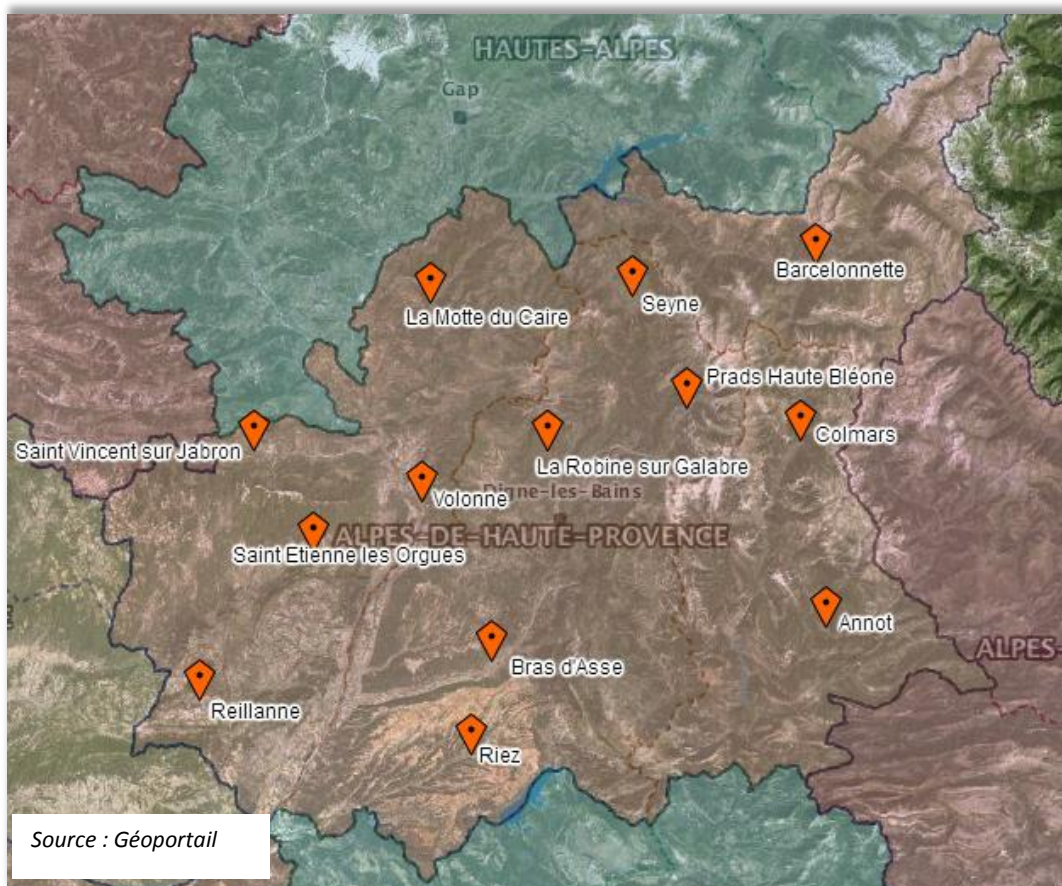 HAUTES-ALPES
Gap
Barcelonnette
Seyne
La Motte du Caire
Prads Haute Bléone
Colmars
Saint Vincent sur Jabron
La Robine sur Galabre
Volonne
Digne-les-Bains
ALPES-DE-HAUTE-PROVENCE
Saint Etienne les Orgues
Annot
ALPES-
Bras d'Asse
Reillanne
Riez
Source : Géoportail